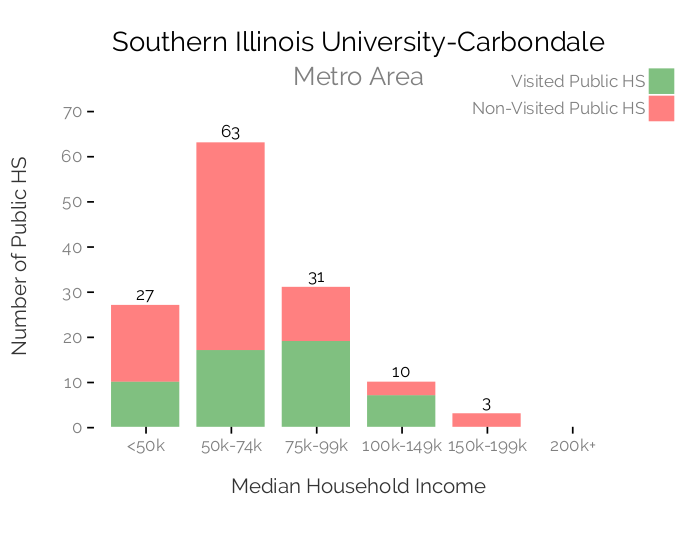 Southern Illinois University-Carbondale
Metro Area
Visited Public HS
Non-Visited Public HS
Number of Public HS
70
60
50
40
30
20
10
0
27
63
31
10
3
<50k
50k-74k
75k-99k
100k-149k
150k-199k
200k+
Median Household Income